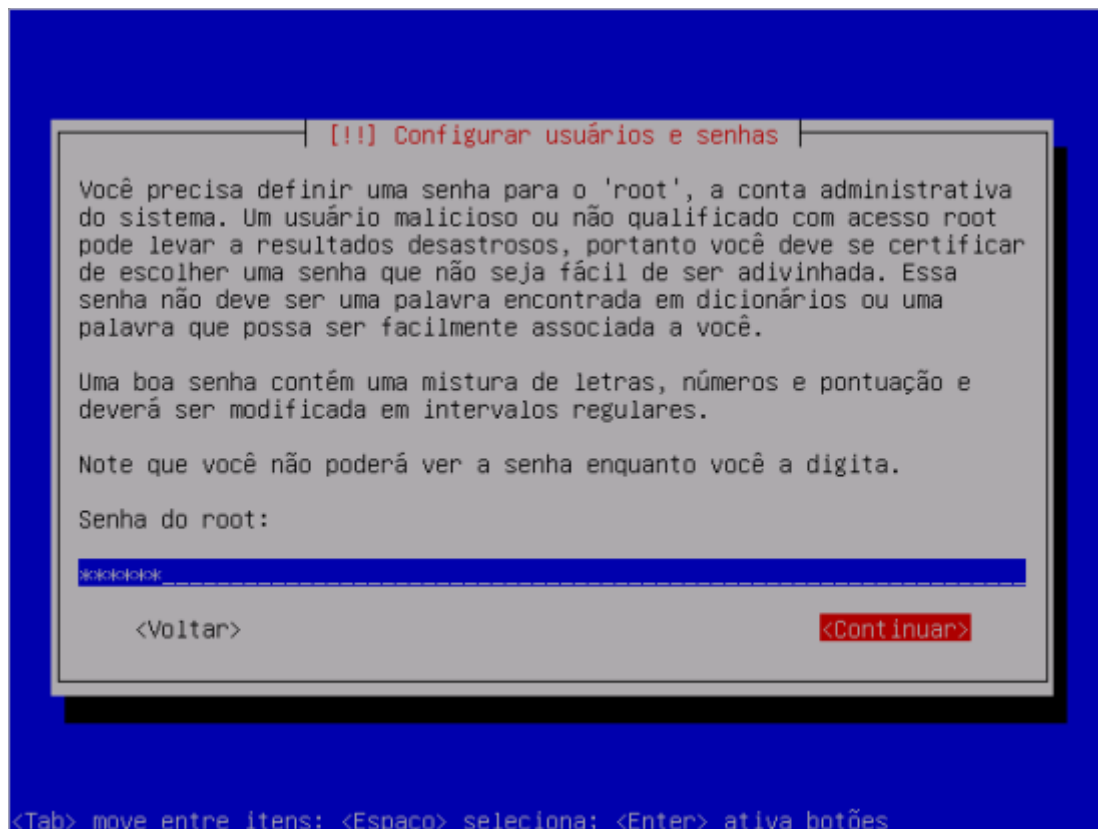 [!!] Configurar usuários e senhas
Você precisa definir uma senha para o 'root', a conta administrativa
do sistema. Um usuário malicioso ou não qualificado com acesso root
pode levar a resultados desastrosos, portanto você deve se certificar
de escolher uma senha que não seja fácil de ser adivinhada. Essa
senha não deve ser uma palavra encontrada em dicionários ou uma
palavra que possa ser facilmente associada a você.
Uma boa senha contém uma mistura de letras, números e pontuação e
deverá ser modificada em intervalos regulares.
Note que você não poderá ver a senha enquanto você a digita.
Senha do root:
******
<Voltar> <Continuar>
<Tab> move entre itens; <Espaço> seleciona; <Enter> ativa botões